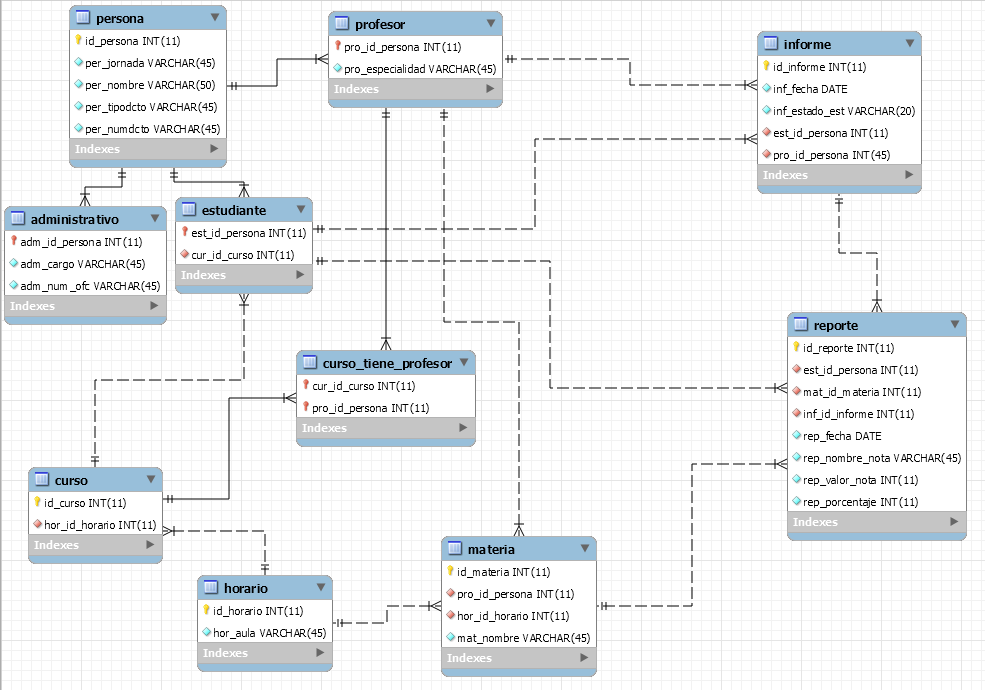 persona
id_persona INT(11)
per_jornada VARCHAR(45)
per_nombre VARCHAR(50)
per_tipodcto VARCHAR(45)
per_numdcto VARCHAR(45)
Indexes
profesor
pro_id_persona INT(11)
pro_especialidad VARCHAR(45)
Indexes
informe
id_informe INT(11)
inf_fecha DATE
inf_estado_est VARCHAR(20)
est_id_persona INT(11)
pro_id_persona INT(45)
Indexes
administrativo
adm_id_persona INT(11)
adm_cargo VARCHAR(45)
adm_num_ofc VARCHAR(45)
Indexes
estudiante
est_id_persona INT(11)
cur_id_curso INT(11)
Indexes
curso_tiene_profesor
cur_id_curso INT(11)
pro_id_persona INT(11)
Indexes
reporte
id_reporte INT(11)
est_id_persona INT(11)
mat_id_materia INT(11)
inf_id_informe INT(11)
rep_fecha DATE
rep_nombre_nota VARCHAR(45)
rep_valor_nota INT(11)
rep_porcentaje INT(11)
Indexes
curso
id_curso INT(11)
hor_id_horario INT(11)
Indexes
horario
id_horario INT(11)
hor_aula VARCHAR(45)
Indexes
materia
id_materia INT(11)
pro_id_persona INT(11)
hor_id_horario INT(11)
mat_nombre VARCHAR(45)
Indexes